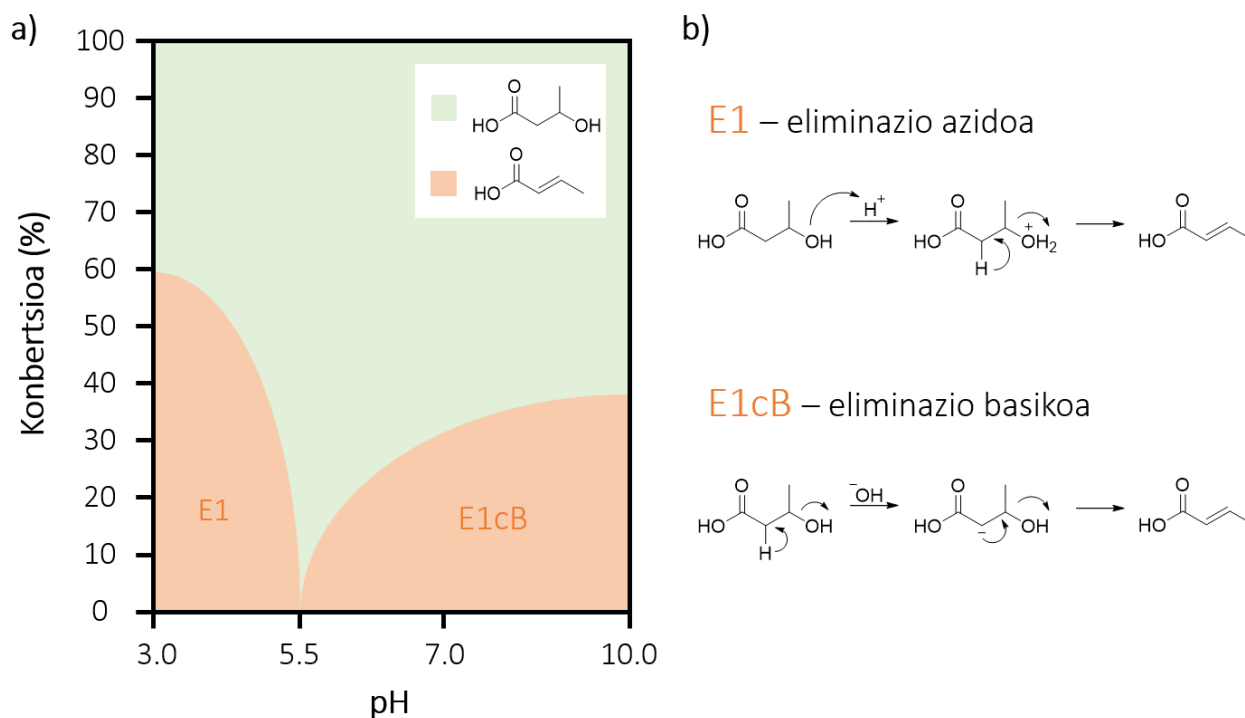 a)
Konbertsioa (%)
100
90
80
70
60
50
40
30
20
10
0
O
HO OH
O
HO
E1
E1cB
3.0 5.5 7.0 10.0
pH
b)
E1 – eliminazio azidoa
O
HO OH
H+
O
HO +OH2
H
O
HO
E1cB – eliminazio basikoa
O
HO OH
H
−OH
O
HO − OH
O
HO